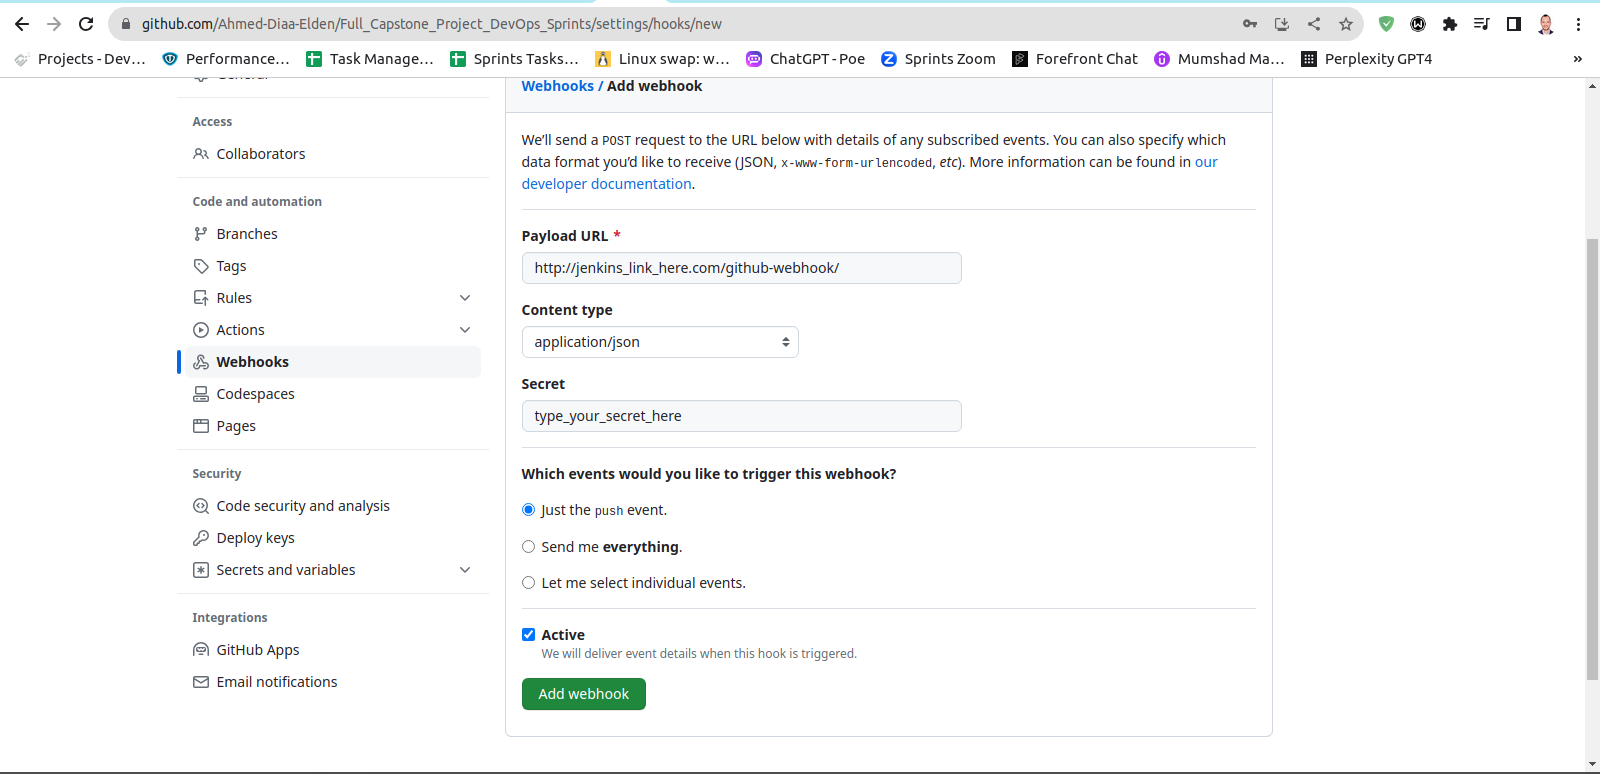 github.com/Ahmed-Diaa-Elden/Full_Capstone_Project_DevOps_Sprints/settings/hooks/new
Projects - Dev... Performance... Task Manage... Sprints Tasks... Linux swap: w... ChatGPT - Poe Sprints Zoom Forefront Chat Mumshad Ma... Perplexity GPT4 »
General
Access
Collaborators
Code and automation
Branches
Tags
Rules
Actions
Webhooks
Codespaces
Pages
Security
Code security and analysis
Deploy keys
Secrets and variables
Integrations
GitHub Apps
Email notifications
Webhooks / Add webhook
We’ll send a POST request to the URL below with details of any subscribed events. You can also specify which
data format you’d like to receive (JSON, x-www-form-urlencoded, etc). More information can be found in our
developer documentation.
Payload URL *
http://jenkins_link_here.com/github-webhook/
Content type
application/json
Secret
type_your_secret_here
Which events would you like to trigger this webhook?
Just the push event.
Send me everything.
Let me select individual events.
Active
We will deliver event details when this hook is triggered.
Add webhook